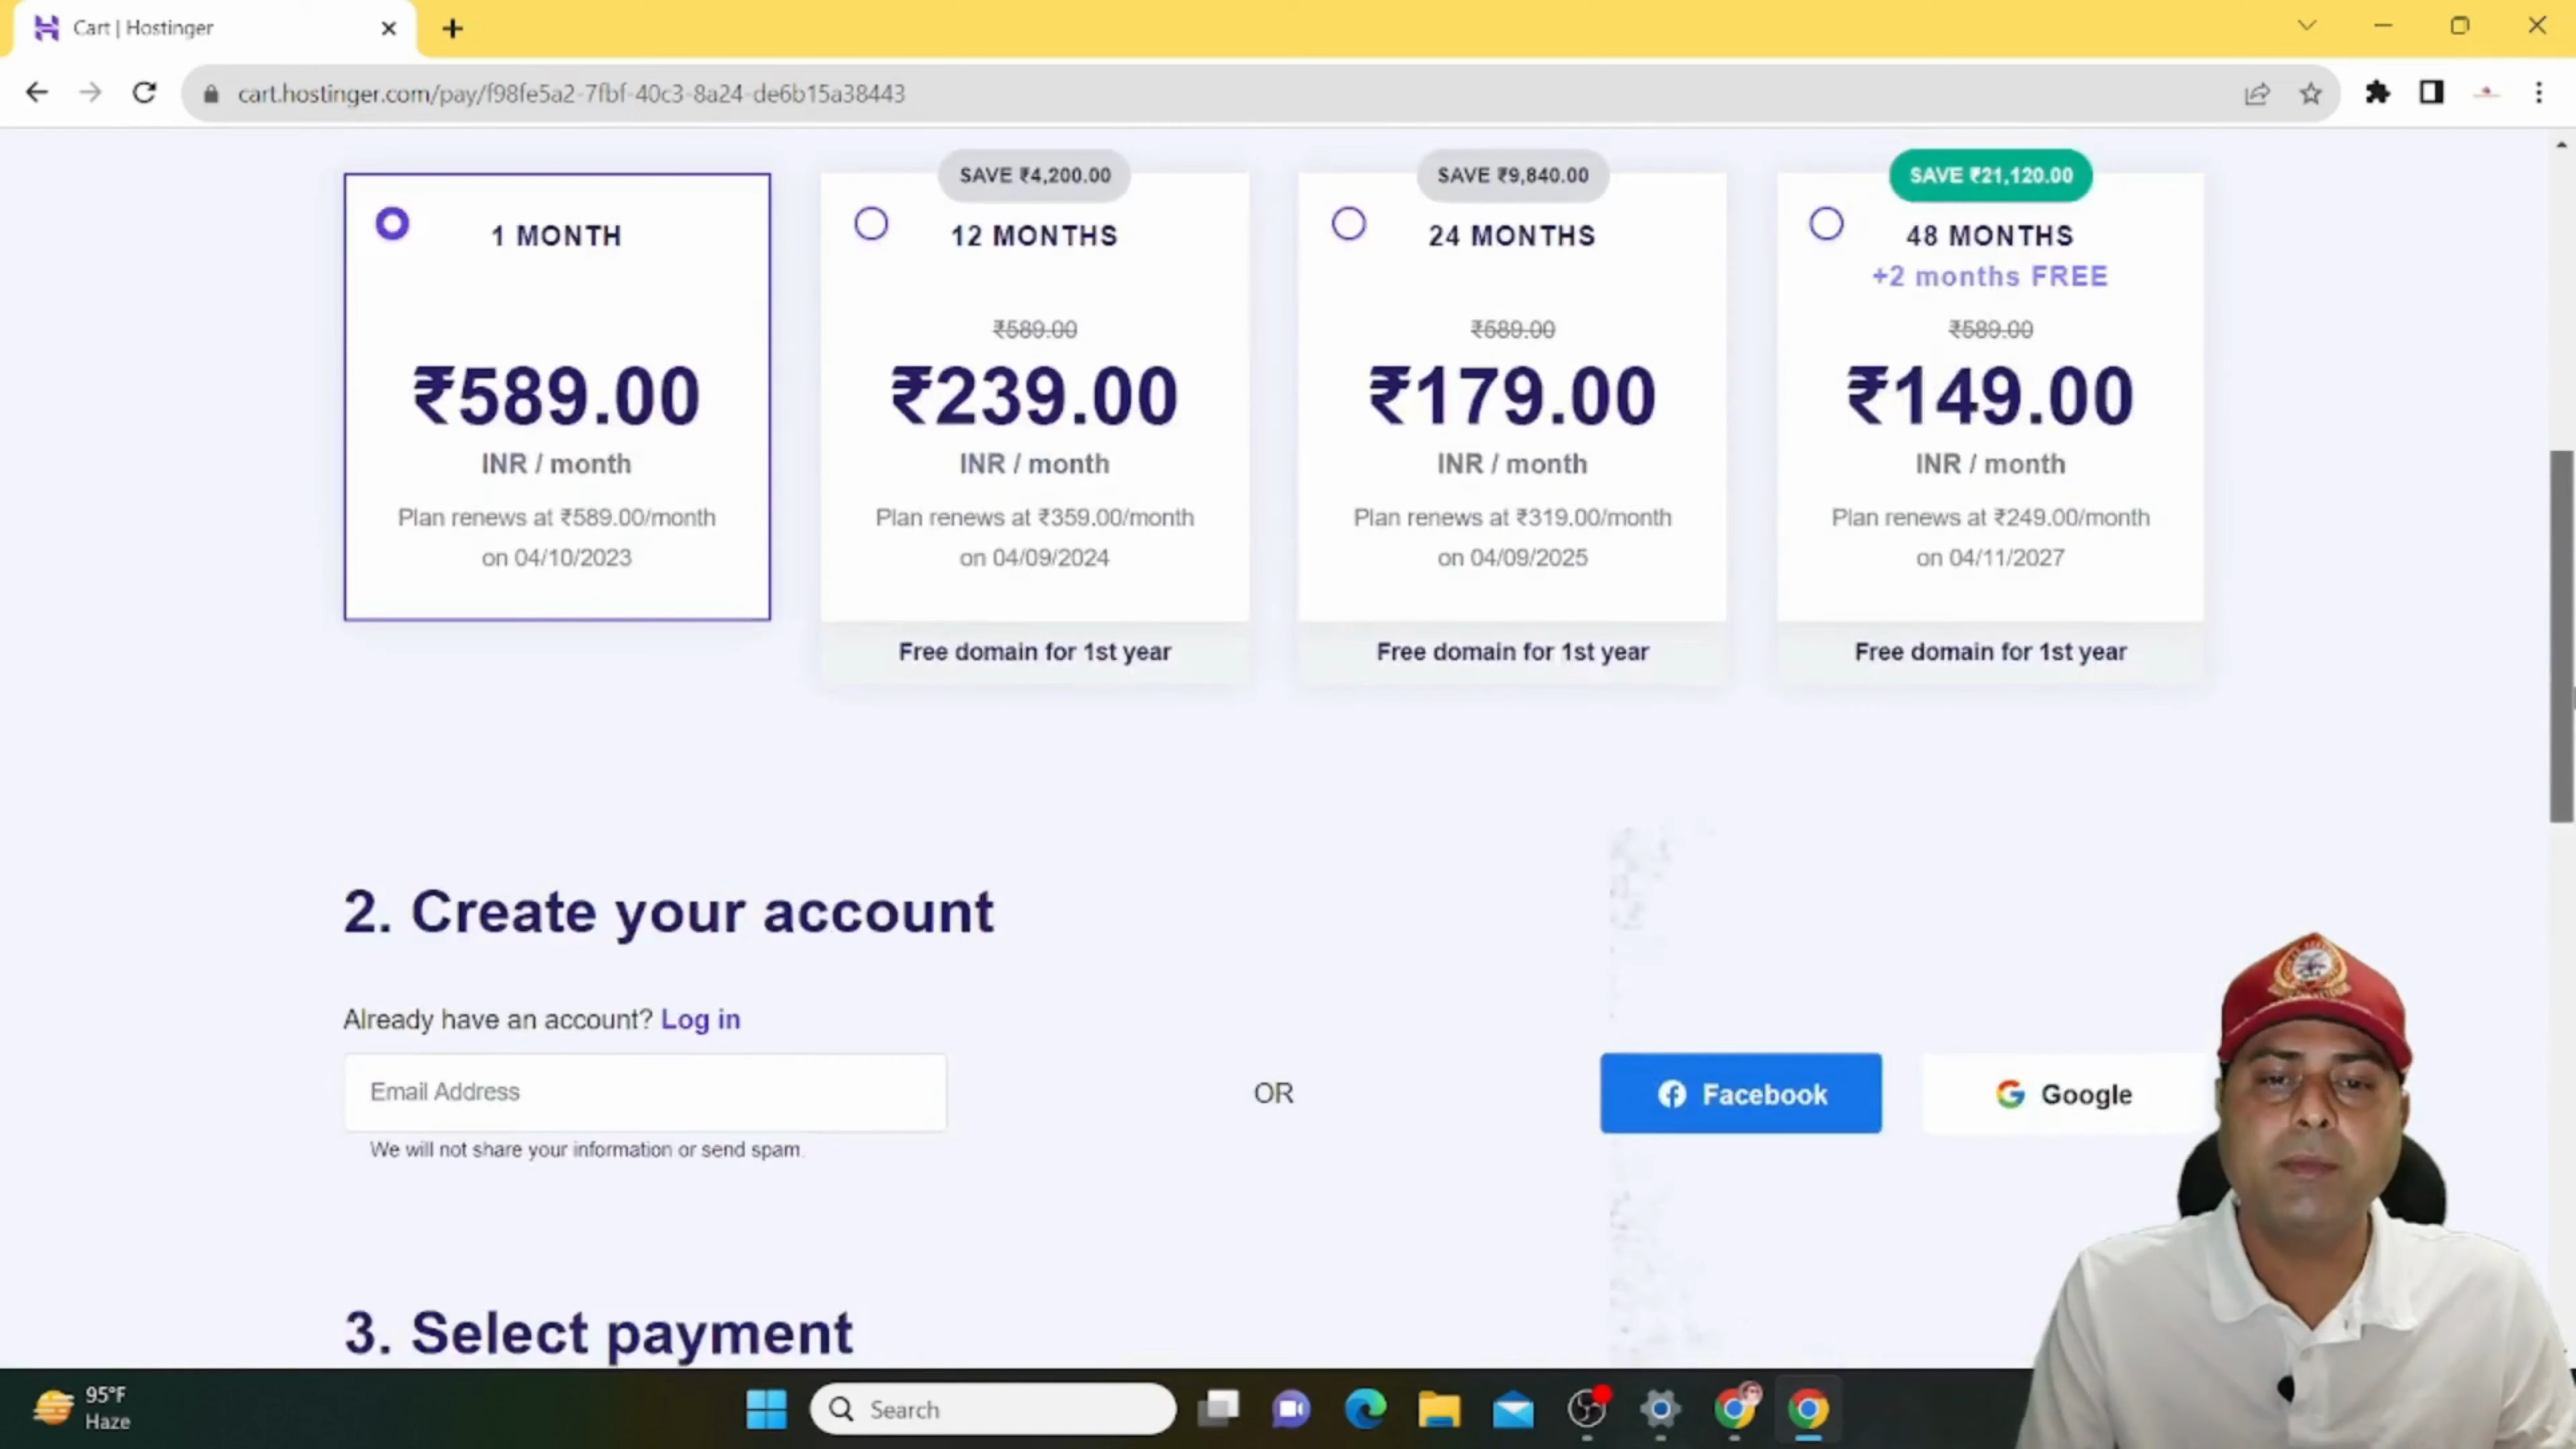 Cart | Hostinger
cart.hostinger.com/pay/f98fe5a2-7fbf-40c3-8a24-de6b15a38443
1 MONTH
₹589.00
INR / month
Plan renews at ₹589.00/month
on 04/10/2023
SAVE ₹4,200.00
12 MONTHS
₹589.00
₹239.00
INR / month
Plan renews at ₹359.00/month
on 04/09/2024
Free domain for 1st year
SAVE ₹9,840.00
24 MONTHS
₹589.00
₹179.00
INR / month
Plan renews at ₹319.00/month
on 04/09/2025
Free domain for 1st year
SAVE ₹21,120.00
48 MONTHS
+2 months FREE
₹589.00
₹149.00
INR / month
Plan renews at ₹249.00/month
on 04/11/2027
Free domain for 1st year
2. Create your account
Already have an account? Log in
Email Address
OR
Facebook
Google
We will not share your information or send spam.
3. Select payment
95°F
Haze
Search